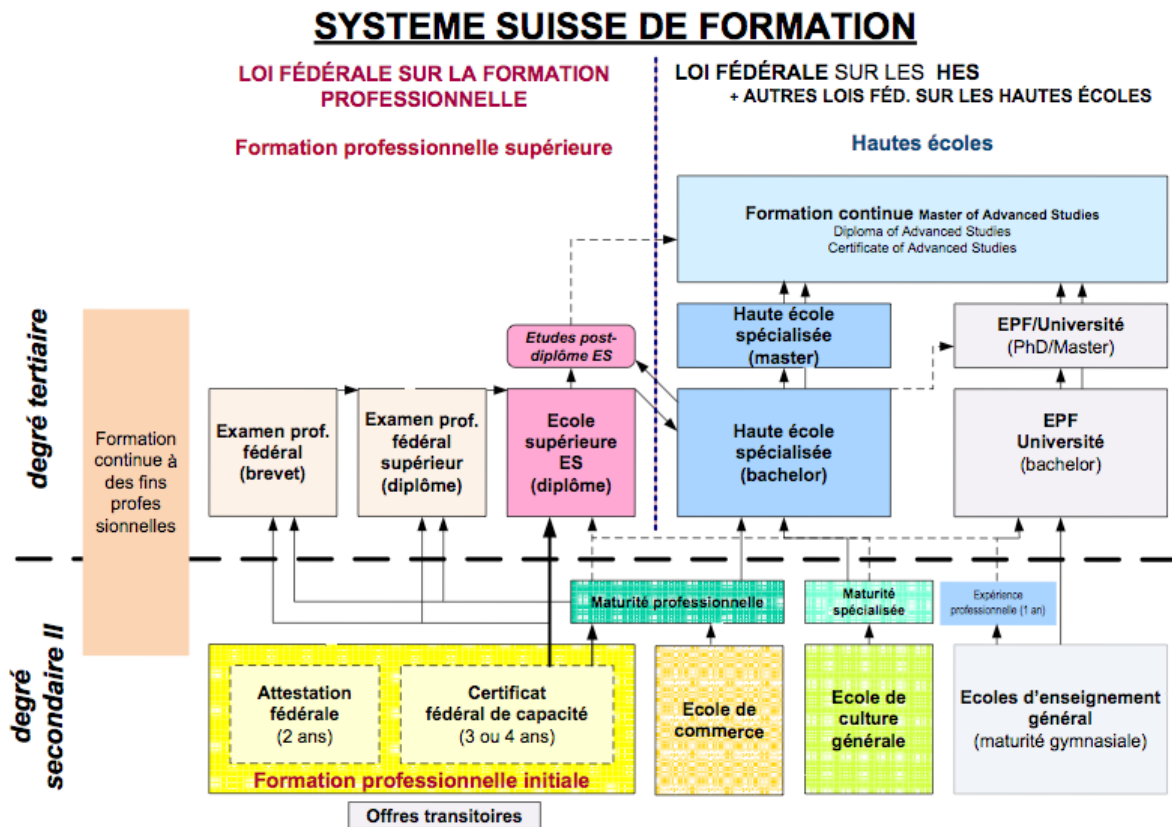 SYSTEME SUISSE DE FORMATION
LOI FÉDÉRALE SUR LA FORMATION
PROFESSIONNELLE
LOI FÉDÉRALE SUR LES HES
+ AUTRES LOIS FÉD. SUR LES HAUTES ÉCOLES
Formation professionnelle supérieure
Hautes écoles
Formation continue Master of Advanced Studies
Diploma of Advanced Studies
Certificate of Advanced Studies
degré tertiaire
Etudes post-
diplôme ES
Haute école
spécialisée
(master)
EPF/Université
(PhD/Master)
Formation
continue à
des fins
profes
sionnelles
Examen prof.
fédéral
(brevet)
Examen prof.
fédéral
supérieur
(diplôme)
Ecole
supérieure
ES
(diplôme)
Haute école
spécialisée
(bachelor)
EPF
Université
(bachelor)
degré
secondaire II
Maturité professionnelle
Maturité
spécialisée
Expérience
professionnelle (1 an)
Attestation
fédérale
(2 ans)
Certificat
fédéral de capacité
(3 ou 4 ans)
Formation professionnelle initiale
Ecole de
commerce
Ecole de
culture
générale
Ecoles d'enseignement
général
(maturité gymnasiale)
Offres transitoires